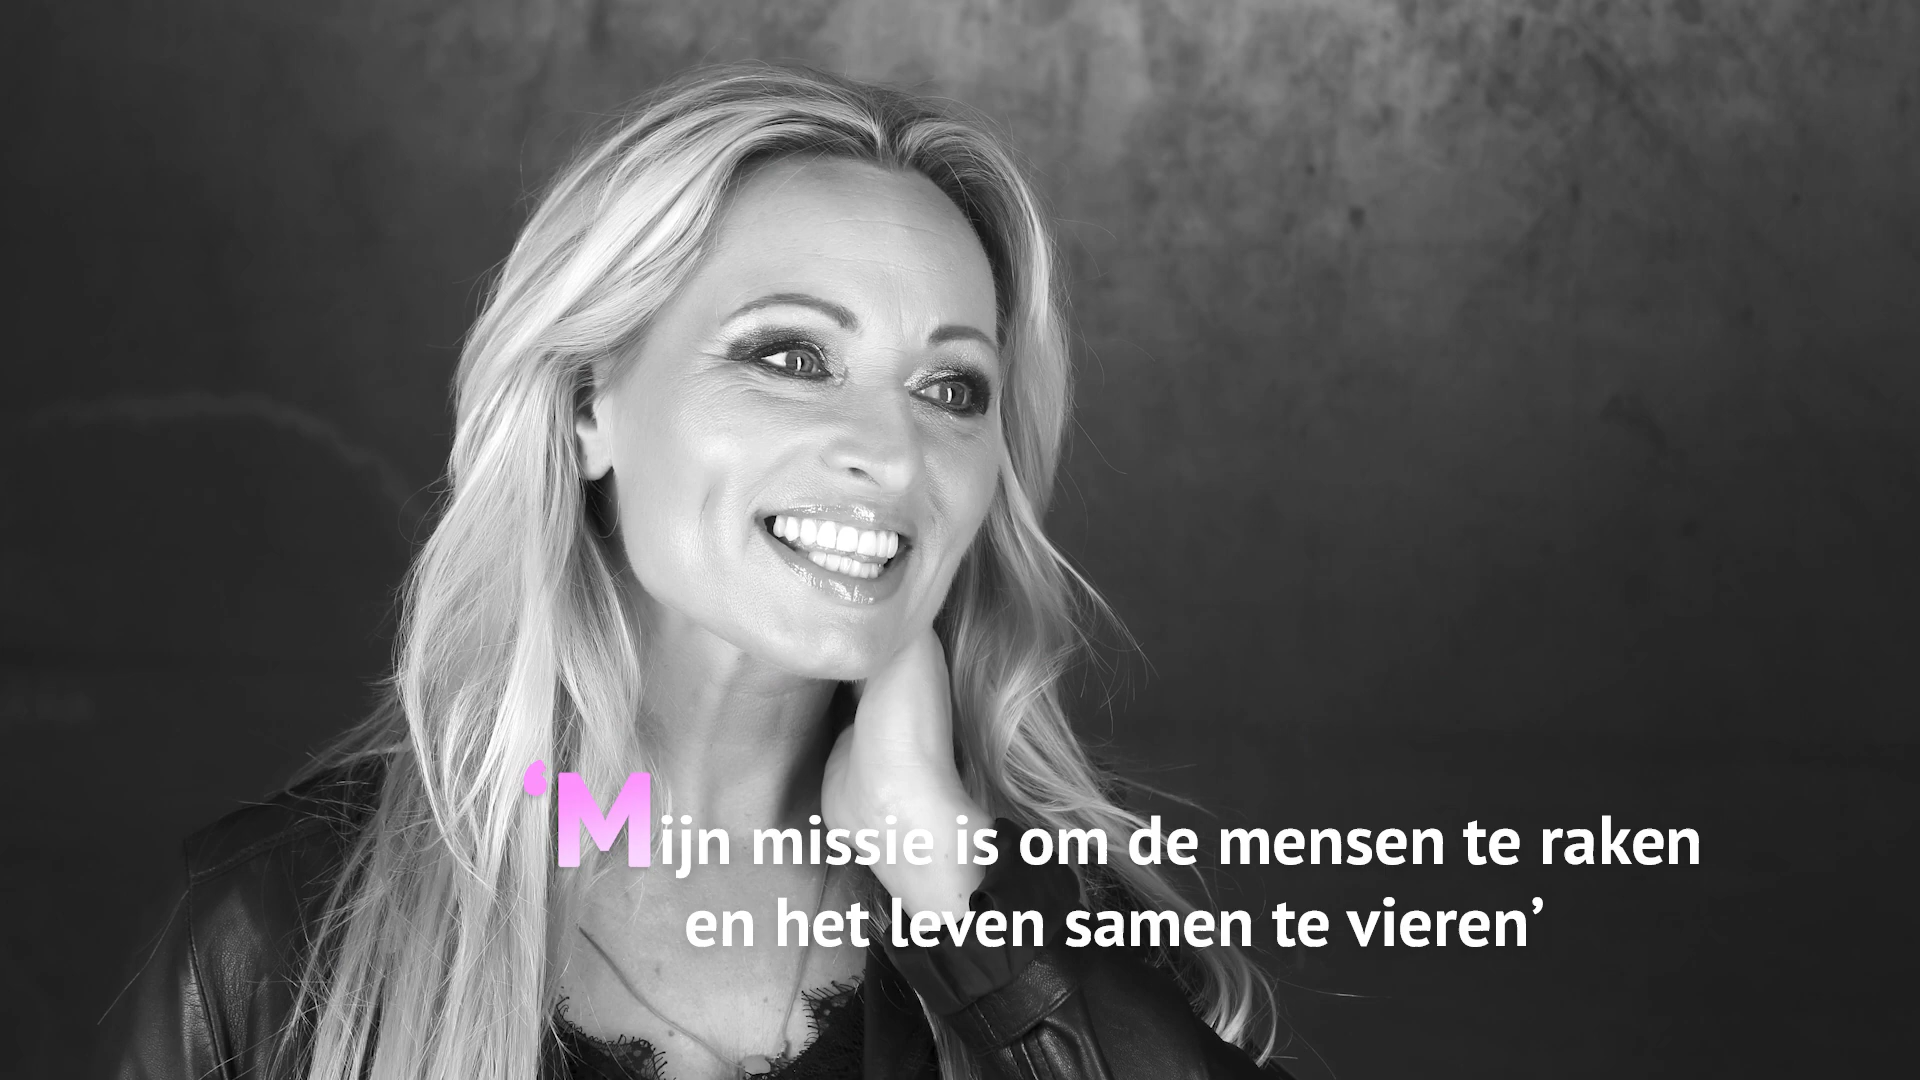 ‘Mijn missie is om de mensen te raken
en het leven samen te vieren’